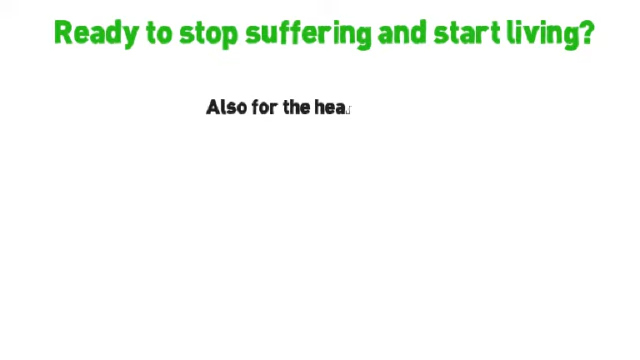 Ready to stop suffering and start living?
Also for the hea